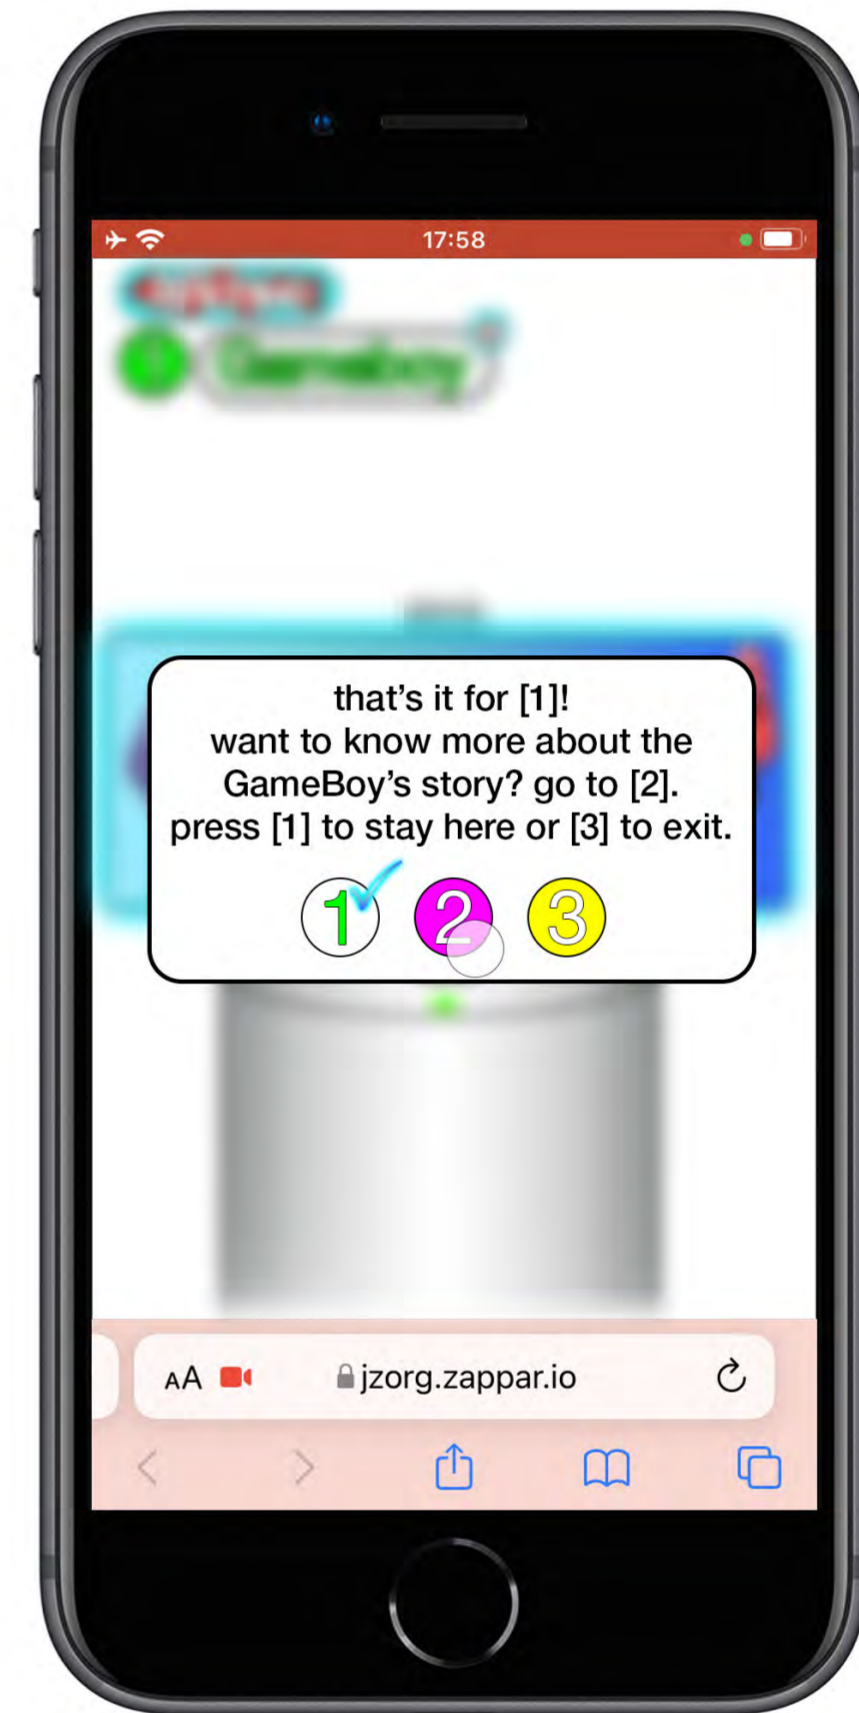 17:58
Gameboy
that's it for [1]!
want to know more about the
GameBoy's story? go to [2].
press [1] to stay here or [3] to exit.
1 2 3
AA jzorg.zappar.io